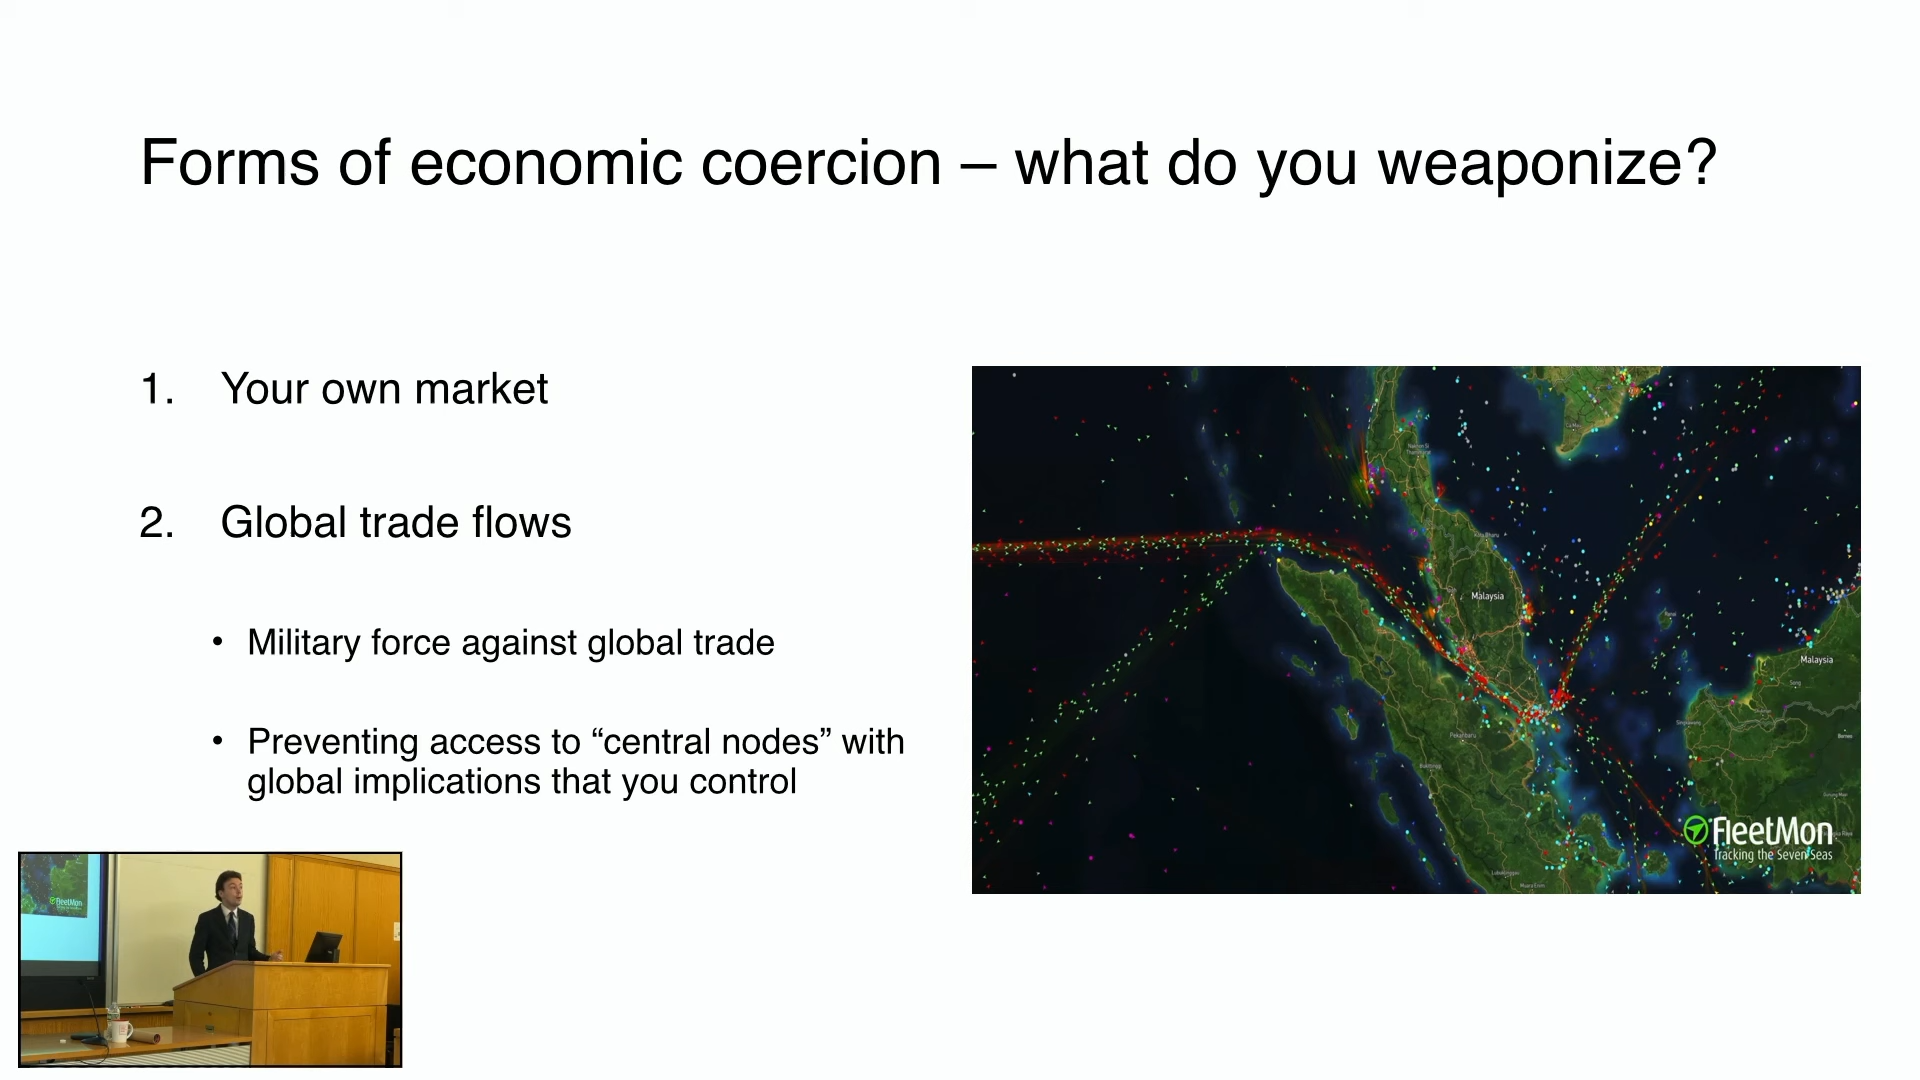 Forms of economic coercion – what do you weaponize?
1. Your own market
2. Global trade flows
• Military force against global trade
• Preventing access to “central nodes” with
global implications that you control
Malaysia
Malaysia
Pekanbaru
FleetMon
Tracking the Seven Seas
FleetMon